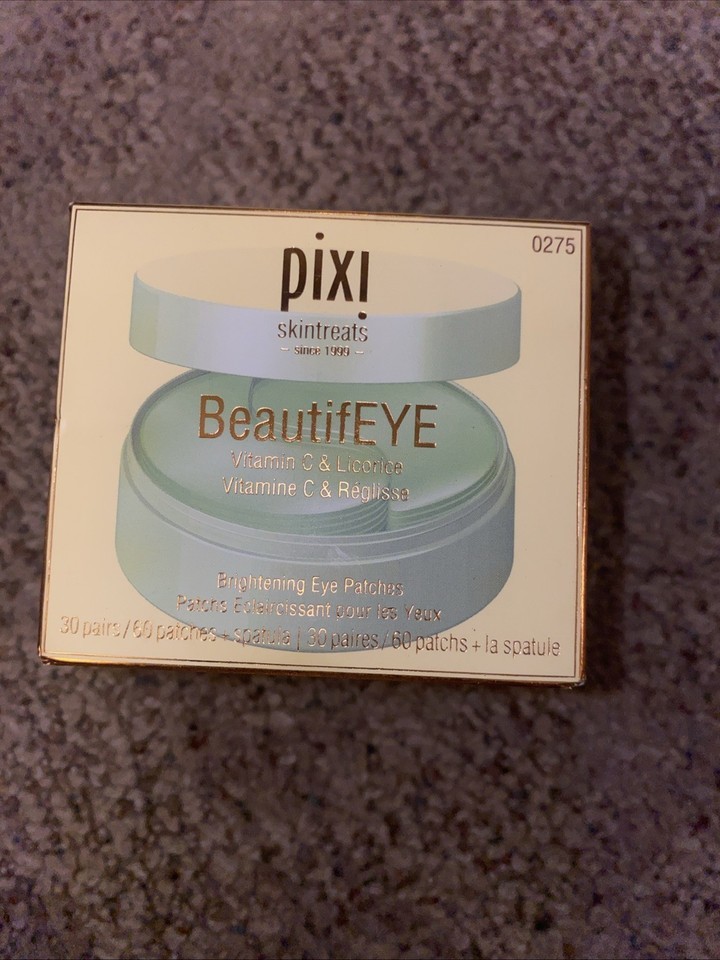 0275
pixi
skintreats
– since 1999 –
BeautifEYE
Vitamin C & Licorice
Vitamine C & Réglisse
Brightening Eye Patches
Patchs Éclaircissant pour les Yeux
30 pairs / 60 patches + spatula | 30 paires / 60 patchs + la spatule